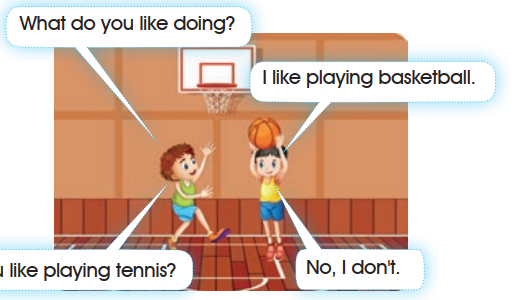 What do you like doing?
I like playing basketball.
like playing tennis?
No, I don't.